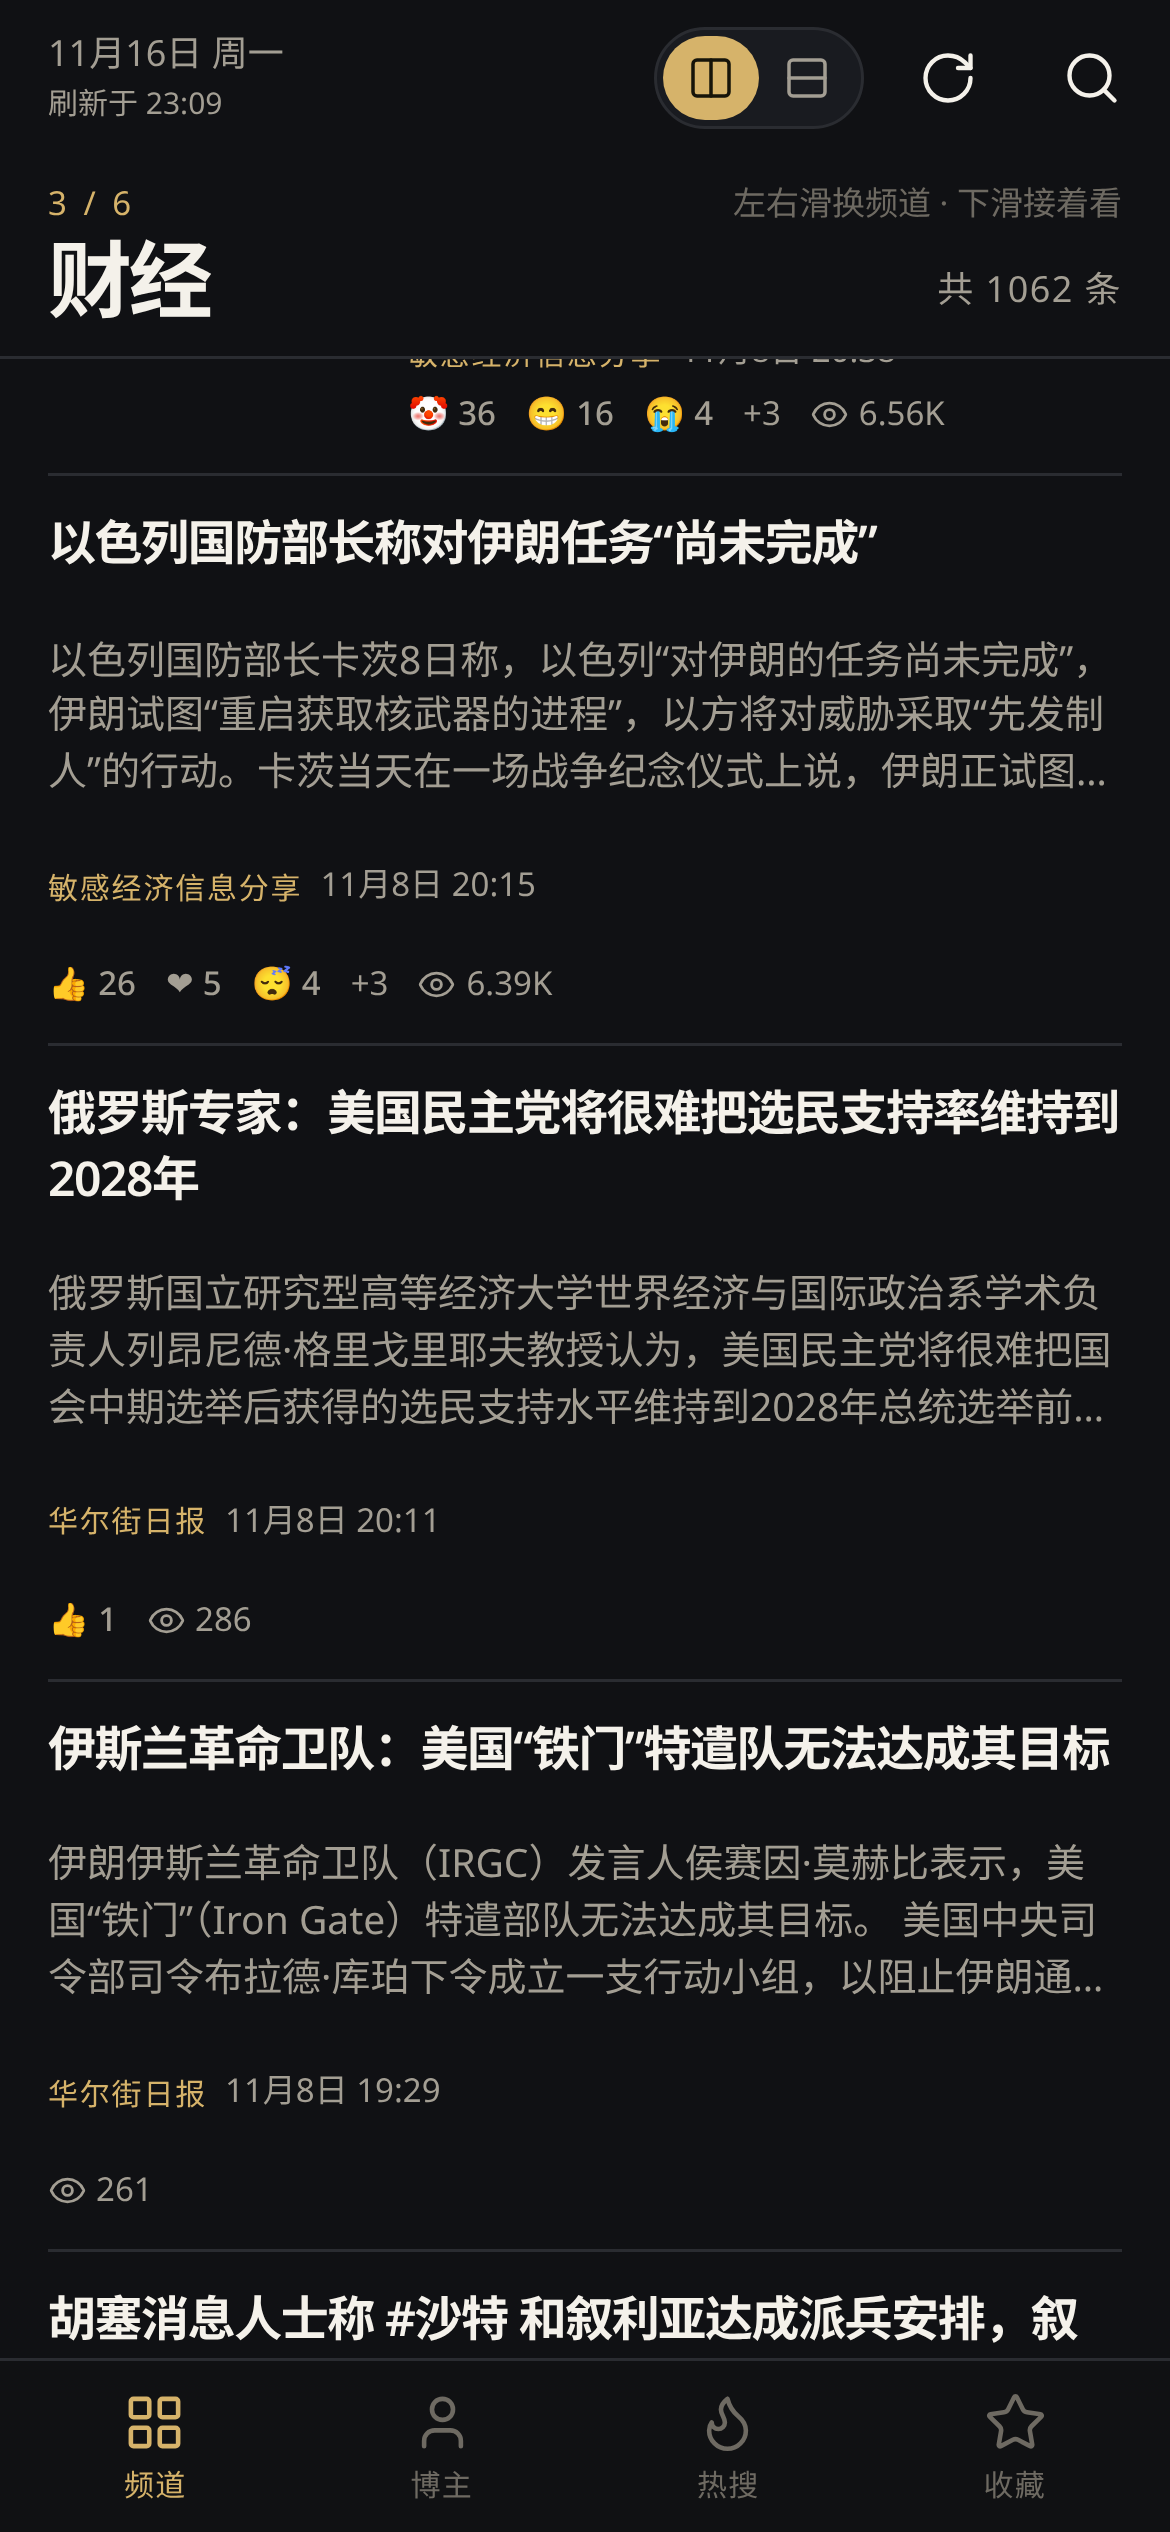 11月16日 周一
刷新于 23:09
3 / 6
左右滑换频道 · 下滑接着看
财经
共 1062 条
敏感经济信息分享
36 16 4 +3 6.56K
以色列国防部长称对伊朗任务“尚未完成”
以色列国防部长卡茨8日称，以色列“对伊朗的任务尚未完成”，
伊朗试图“重启获取核武器的进程”，以方将对威胁采取“先发制
人”的行动。卡茨当天在一场战争纪念仪式上说，伊朗正试图...
敏感经济信息分享 11月8日 20:15
26 5 4 +3 6.39K
俄罗斯专家：美国民主党将很难把选民支持率维持到
2028年
俄罗斯国立研究型高等经济大学世界经济与国际政治系学术负
责人列昂尼德·格里戈里耶夫教授认为，美国民主党将很难把国
会中期选举后获得的选民支持水平维持到2028年总统选举前...
华尔街日报 11月8日 20:11
1 286
伊斯兰革命卫队：美国“铁门”特遣队无法达成其目标
伊朗伊斯兰革命卫队（IRGC）发言人侯赛因·莫赫比表示，美
国“铁门”（Iron Gate）特遣部队无法达成其目标。 美国中央司
令部司令布拉德·库珀下令成立一支行动小组，以阻止伊朗通...
华尔街日报 11月8日 19:29
261
胡塞消息人士称 #沙特 和叙利亚达成派兵安排，叙
频道
博主
热搜
收藏